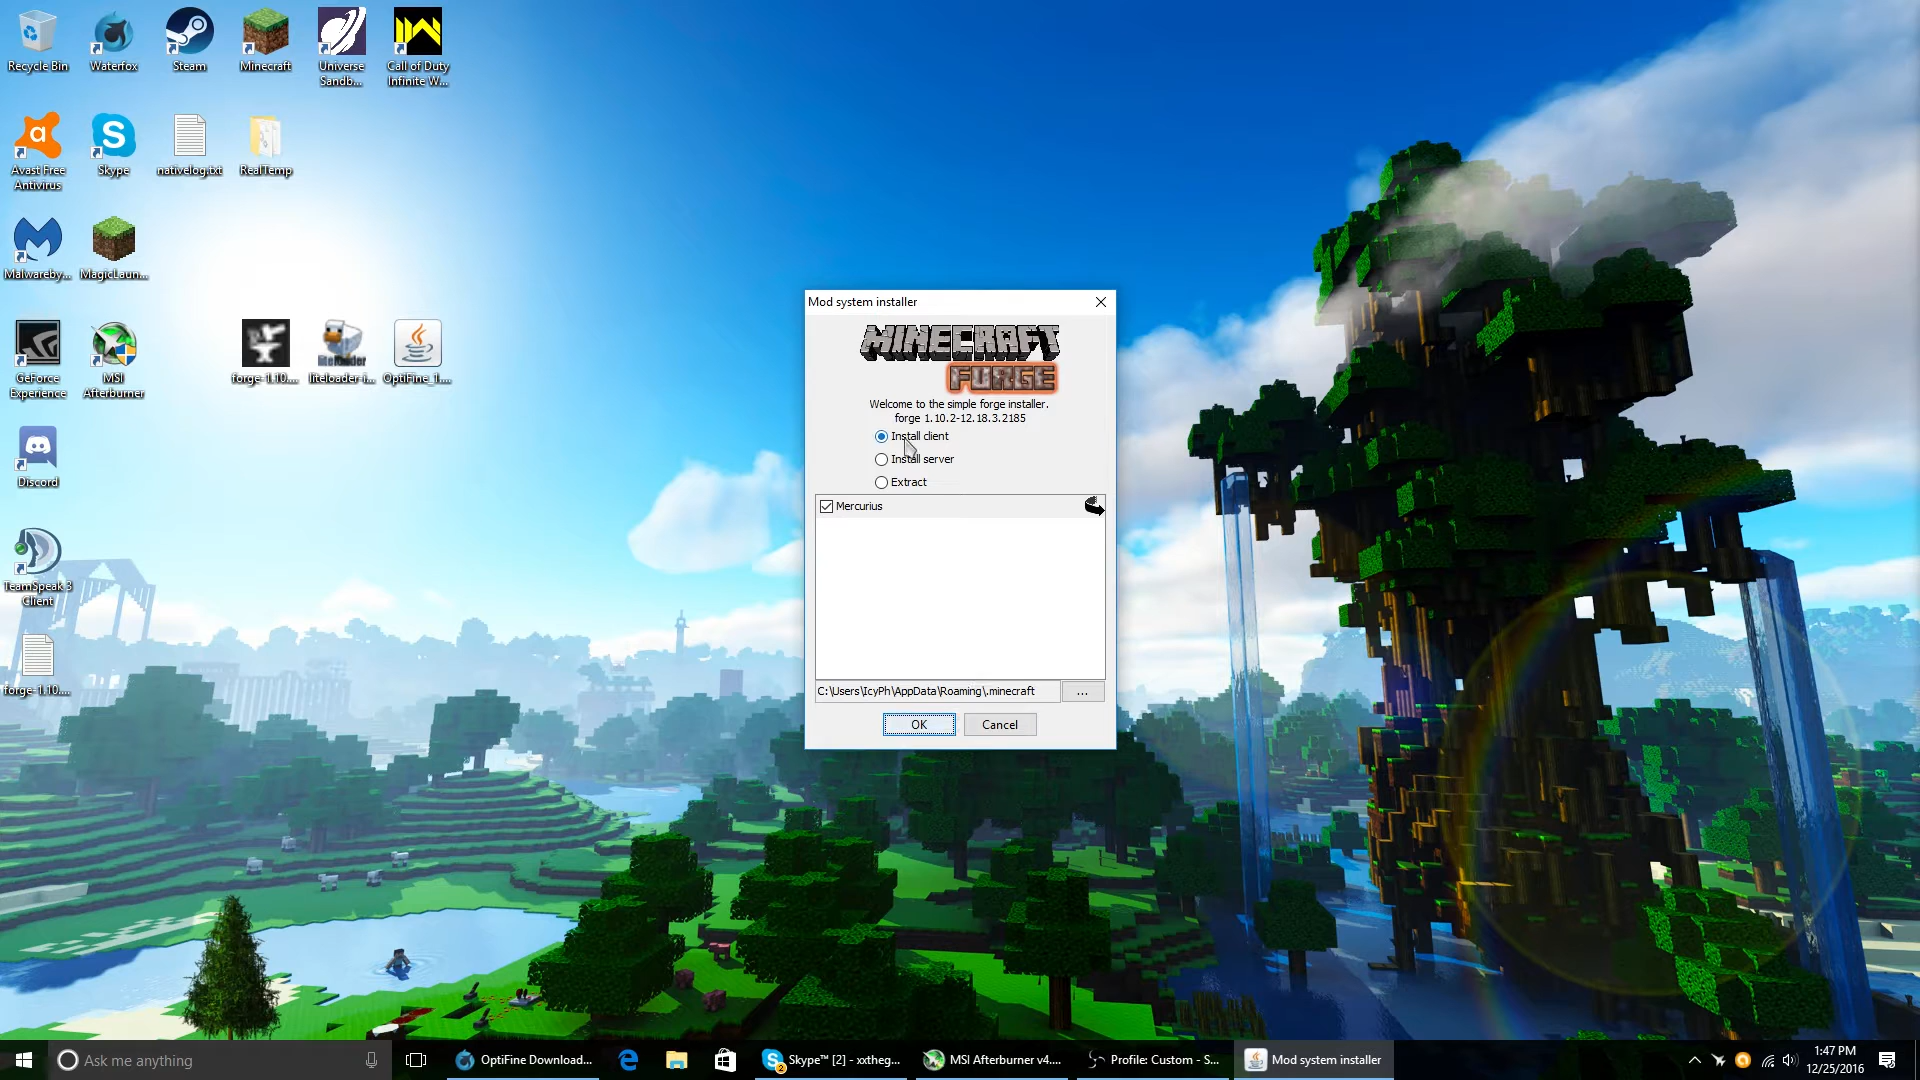 Recycle Bin
Waterfox
Steam
Minecraft
Universe
Sandb...
Call of Duty
Infinite W...
Avast Free
Antivirus
Skype
nativelog.txt
RealTemp
Malwareby...
MagicLaun...
GeForce
Experience
MSI
Afterburner
forge-1.10....
liteloader
liteloader-i...
OptiFine_1....
Discord
TeamSpeak 3
Client
forge-1.10....
Mod system installer
MINECRAFT
FORGE
Welcome to the simple forge installer.
forge 1.10.2-12.18.3.2185
Install client
Install server
Extract
Mercurius
C:\Users\IcyPh\AppData\Roaming\.minecraft
...
OK
Cancel
Ask me anything
OptiFine Download...
Skype™ [2] - xxtheg...
MSI Afterburner v4....
Profile: Custom - S...
Mod system installer
1:47 PM
12/25/2016